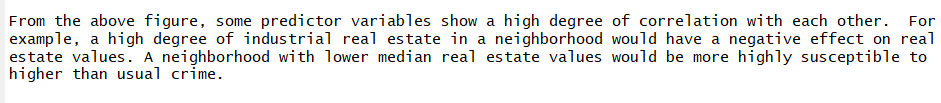 From the above figure, some predictor variables show a high degree of correlation with each other.  For
example, a high degree of industrial real estate in a neighborhood would have a negative effect on real
estate values. A neighborhood with lower median real estate values would be more highly susceptible to
higher than usual crime.